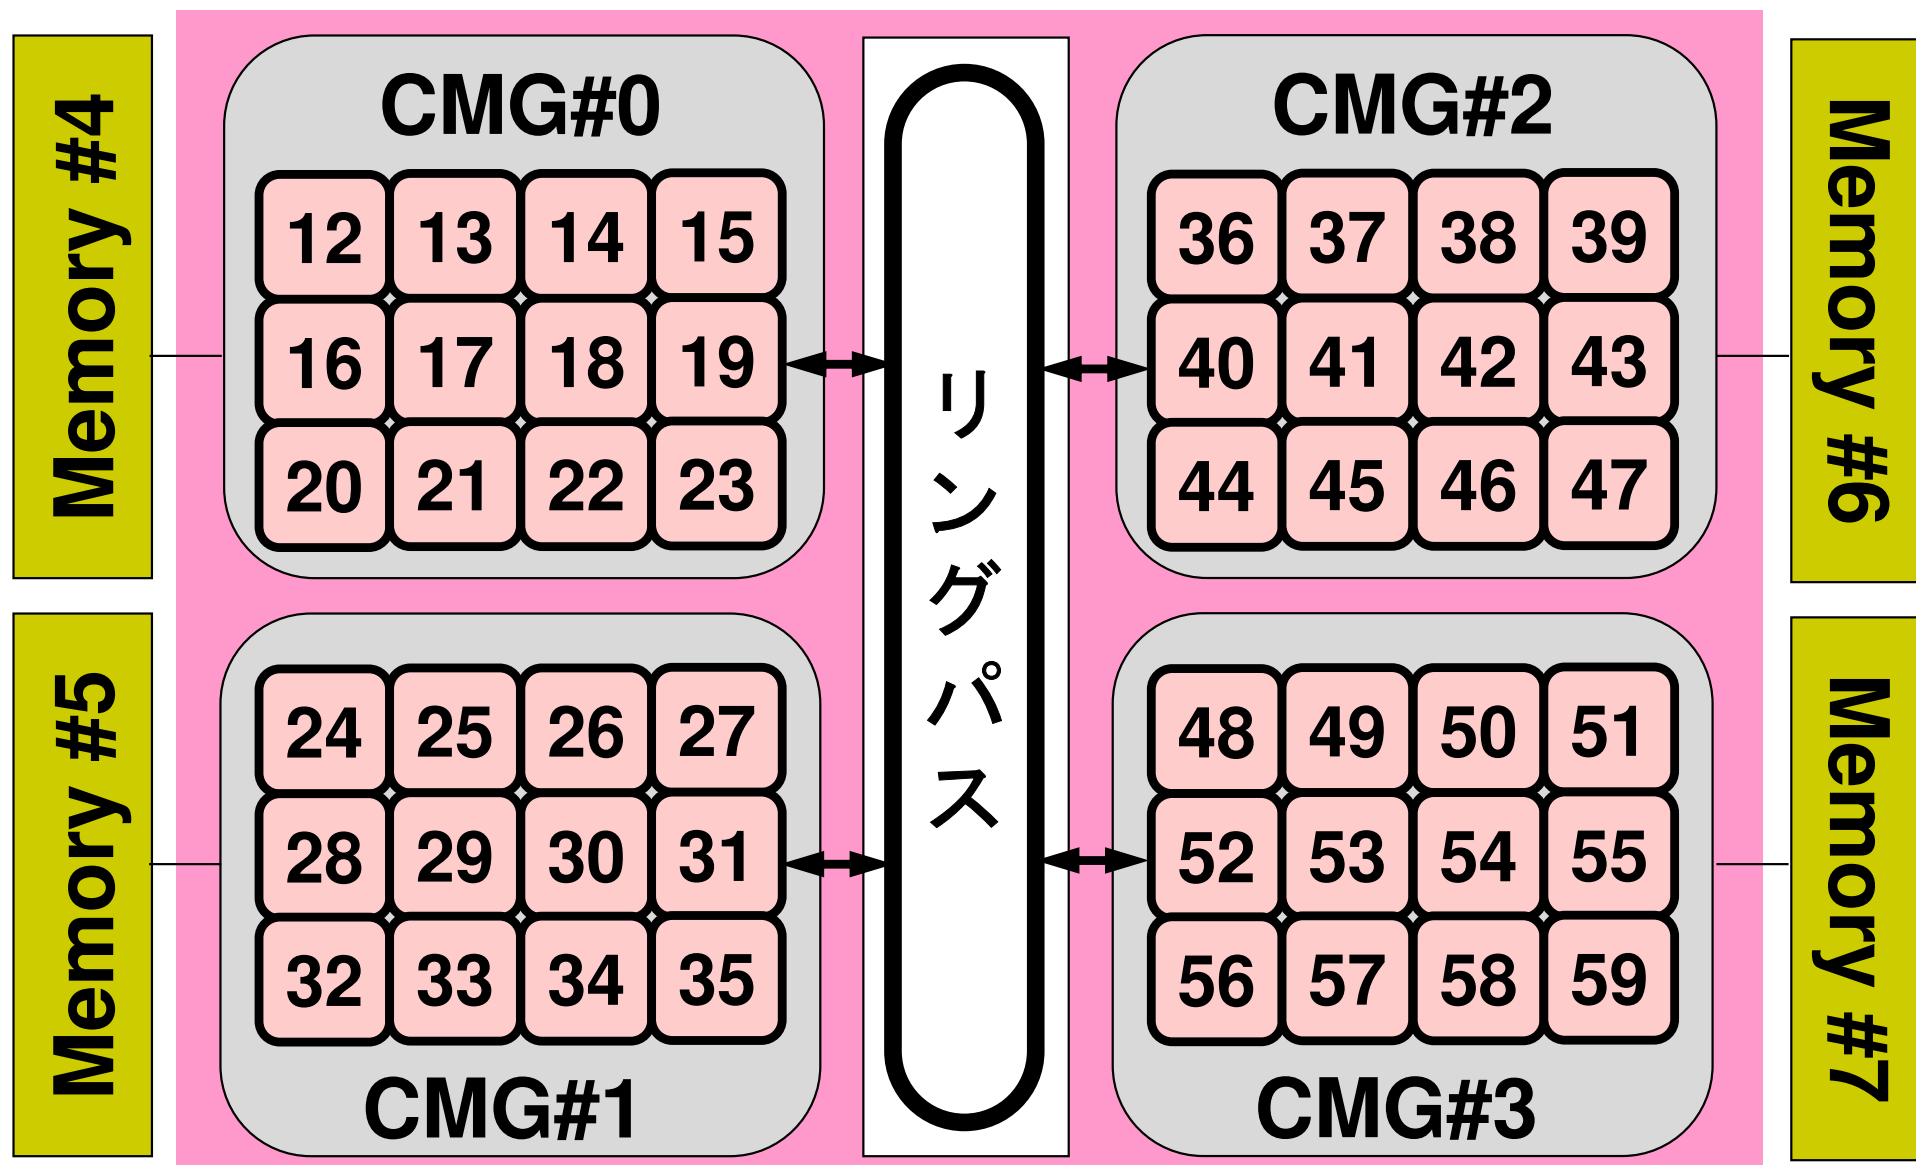 Memory #4
CMG#0
12 13 14 15
16 17 18 19
20 21 22 23
Memory #5
24 25 26 27
28 29 30 31
32 33 34 35
CMG#1
リングバス
CMG#2
36 37 38 39
40 41 42 43
44 45 46 47
Memory #6
48 49 50 51
52 53 54 55
56 57 58 59
CMG#3
Memory #7